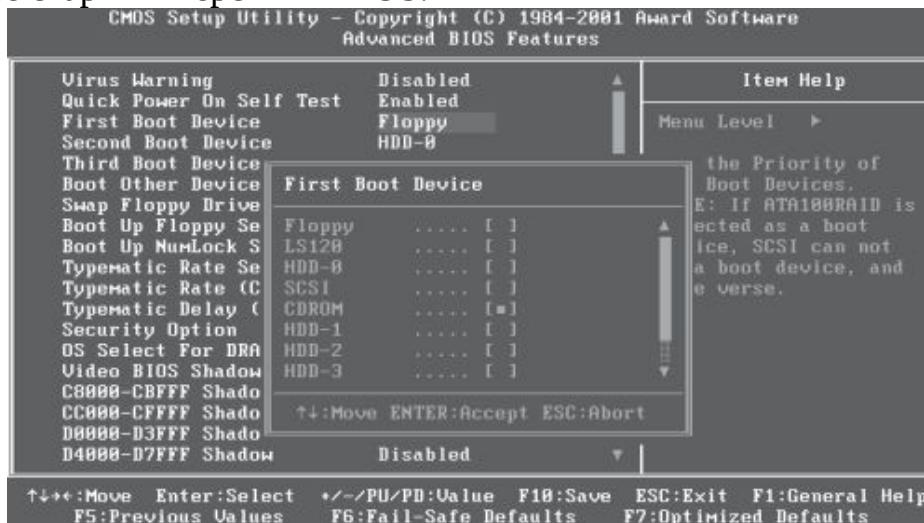 CMOS Setup Utility – Copyright (C) 1984-2001 Award Software
Advanced BIOS Features
Virus Warning Disabled
Quick Power On Self Test Enabled
First Boot Device Floppy
Second Boot Device HDD-0
Third Boot Device
Boot Other Device
Swap Floppy Drive
Boot Up Floppy Se
Boot Up NumLock S
Typematic Rate Se
Typematic Rate (C
Typematic Delay (
Security Option
OS Select For DRA
Video BIOS Shadow
C8000-CBFFF Shado
CC000-CFFFF Shado
D0000-D3FFF Shado
D4000-D7FFF Shadow Disabled
First Boot Device
Floppy ..... [ ]
LS120 ..... [ ]
HDD-0 ..... [ ]
SCSI ..... [ ]
CDROM ..... [■]
HDD-1 ..... [ ]
HDD-2 ..... [ ]
HDD-3 ..... [ ]
↑↓:Move ENTER:Accept ESC:Abort
Item Help
Menu Level ▶
the Priority of
Boot Devices.
E: If ATA100RAID is
ected as a boot
ice, SCSI can not
a boot device, and
e verse.
↑↓→←:Move Enter:Select +/-/PU/PD:Value F10:Save ESC:Exit F1:General Help
F5:Previous Values F6:Fail-Safe Defaults F7:Optimized Defaults